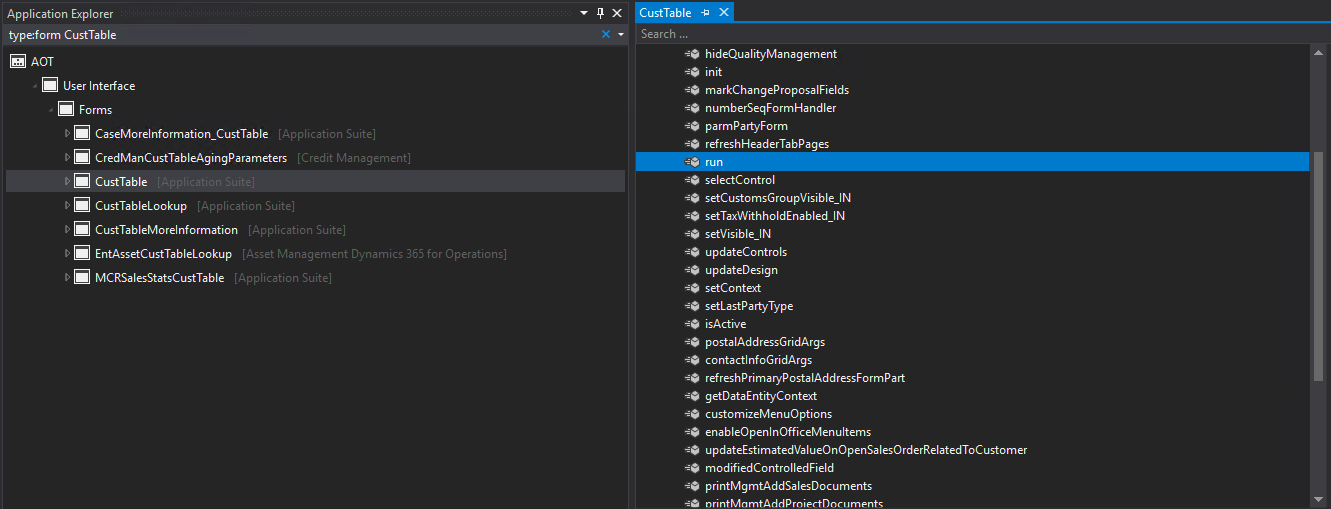 Application Explorer
type:form CustTable
AOT
User Interface
Forms
CaseMoreInformation_CustTable [Application Suite]
CredManCustTableAgingParameters [Credit Management]
CustTable [Application Suite]
CustTableLookup [Application Suite]
CustTableMoreInformation [Application Suite]
EntAssetCustTableLookup [Asset Management Dynamics 365 for Operations]
MCRSalesStatsCustTable [Application Suite]
CustTable
Search ...
hideQualityManagement
init
markChangeProposalFields
numberSeqFormHandler
parmPartyForm
refreshHeaderTabPages
run
selectControl
setCustomsGroupVisible_IN
setTaxWithholdEnabled_IN
setVisible_IN
updateControls
updateDesign
setContext
setLastPartyType
isActive
postalAddressGridArgs
contactInfoGridArgs
refreshPrimaryPostalAddressFormPart
getDataEntityContext
customizeMenuOptions
enableOpenInOfficeMenuItems
updateEstimatedValueOnOpenSalesOrderRelatedToCustomer
modifiedControlledField
printMgmtAddSalesDocuments
printMgmtAddProjectDocuments